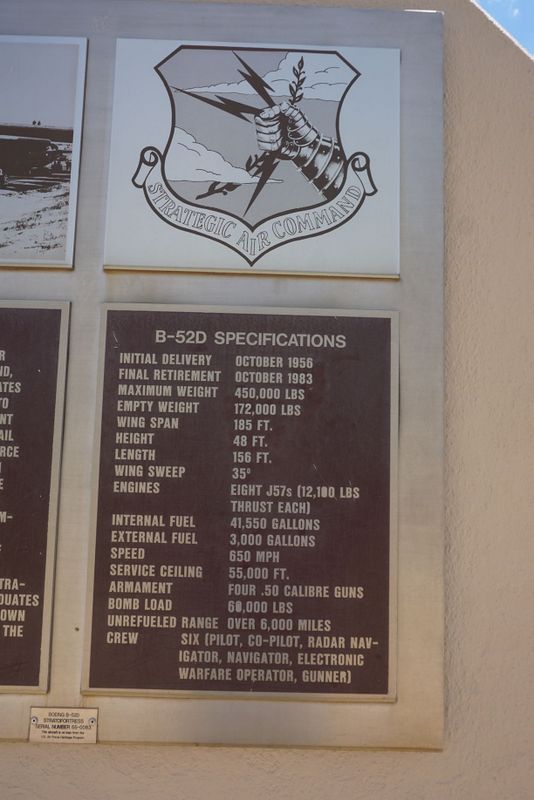 STRATEGIC AIR COMMAND
B-52D SPECIFICATIONS
INITIAL DELIVERY OCTOBER 1956
FINAL RETIREMENT OCTOBER 1983
MAXIMUM WEIGHT 450,000 LBS
EMPTY WEIGHT 172,000 LBS
WING SPAN 185 FT.
HEIGHT 48 FT.
LENGTH 156 FT.
WING SWEEP 35°
ENGINES EIGHT J57s (12,100 LBS
THRUST EACH)
INTERNAL FUEL 41,550 GALLONS
EXTERNAL FUEL 3,000 GALLONS
SPEED 650 MPH
SERVICE CEILING 55,000 FT.
ARMAMENT FOUR .50 CALIBRE GUNS
BOMB LOAD 60,000 LBS
UNREFUELED RANGE OVER 6,000 MILES
CREW SIX (PILOT, CO-PILOT, RADAR NAV-
IGATOR, NAVIGATOR, ELECTRONIC
WARFARE OPERATOR, GUNNER)
OWN
THE
BOEING B-52D
STRATOFORTRESS
SERIAL NUMBER